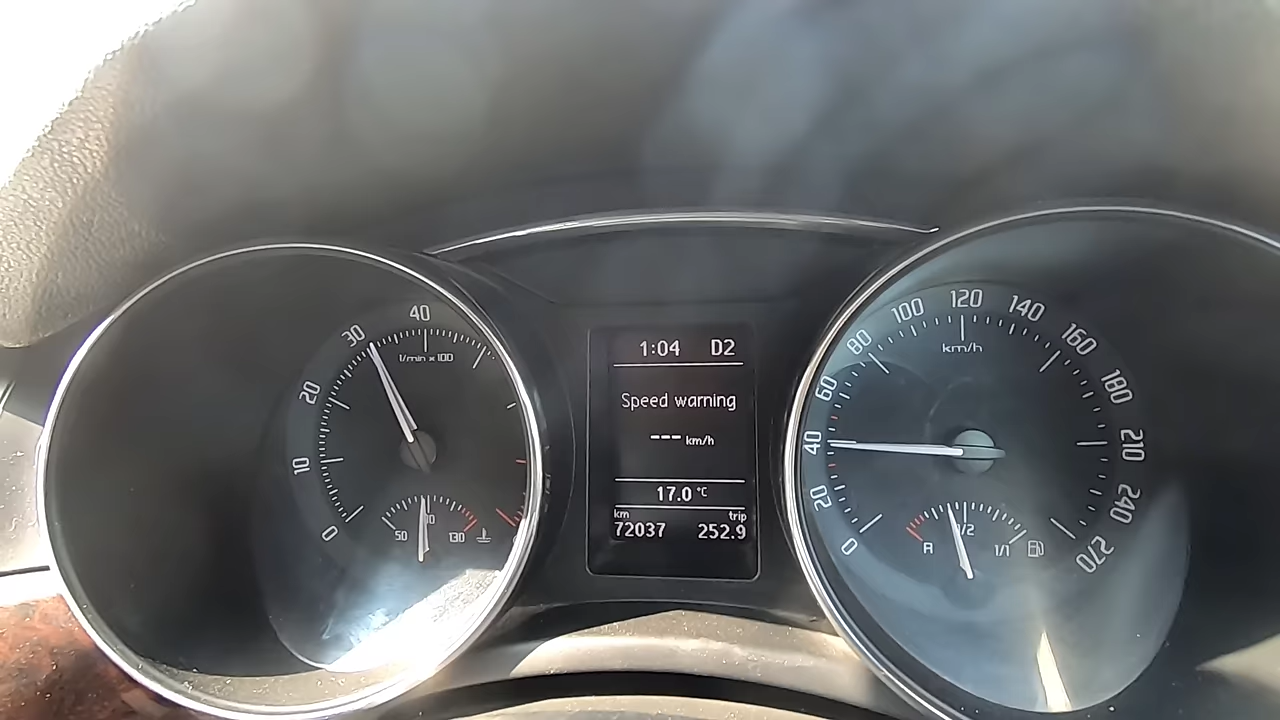 0
10
20
30
40
l/min x 100
50
90
130
1:04 D2
Speed warning
--- km/h
17.0 °C
km trip
72037 252.9
0
20
40
60
80
100
120
140
160
180
210
240
270
km/h
R 1/2 1/1